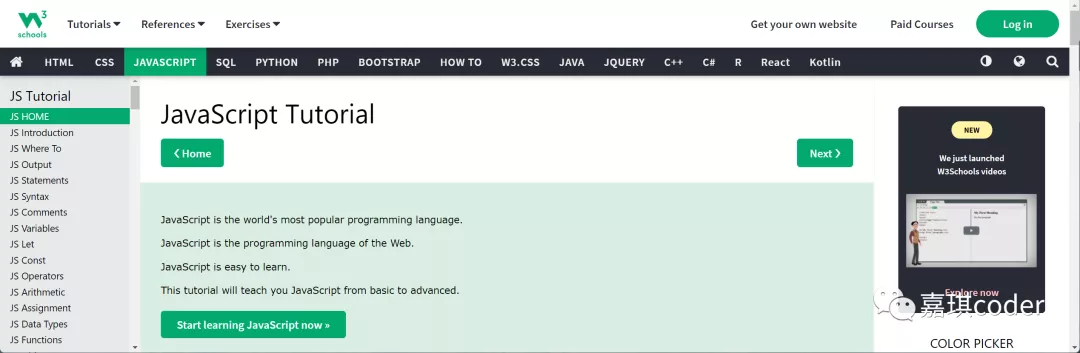 W3
schools
Tutorials References Exercises Get your own website Paid Courses Log in
HTML CSS JAVASCRIPT SQL PYTHON PHP BOOTSTRAP HOW TO W3.CSS JAVA JQUERY C++ C# R React Kotlin
JS Tutorial
JS HOME
JS Introduction
JS Where To
JS Output
JS Statements
JS Syntax
JS Comments
JS Variables
JS Let
JS Const
JS Operators
JS Arithmetic
JS Assignment
JS Data Types
JS Functions
JavaScript Tutorial
❮ Home Next ❯
JavaScript is the world's most popular programming language.
JavaScript is the programming language of the Web.
JavaScript is easy to learn.
This tutorial will teach you JavaScript from basic to advanced.
Start learning JavaScript now »
NEW
We just launched
W3Schools videos
Explore now
嘉琪coder
COLOR PICKER